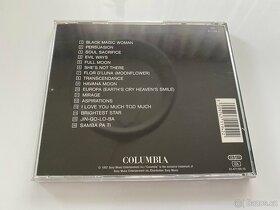 BLACK MAGIC WOMAN
PERSUASION
SOUL SACRIFICE
EVIL WAYS
FULL MOON
SHE'S NOT THERE
FLOR D'LUNA (MOONFLOWER)
TRANSCENDANCE
HAVANA MOON
EUROPA (EARTH'S CRY HEAVEN'S SMILE)
MIRAGE
ASPIRATIONS
I LOVE YOU MUCH TOO MUCH
BRIGHTEST STAR
JIN-GO-LO-BA
SAMBA PA TI
COLUMBIA